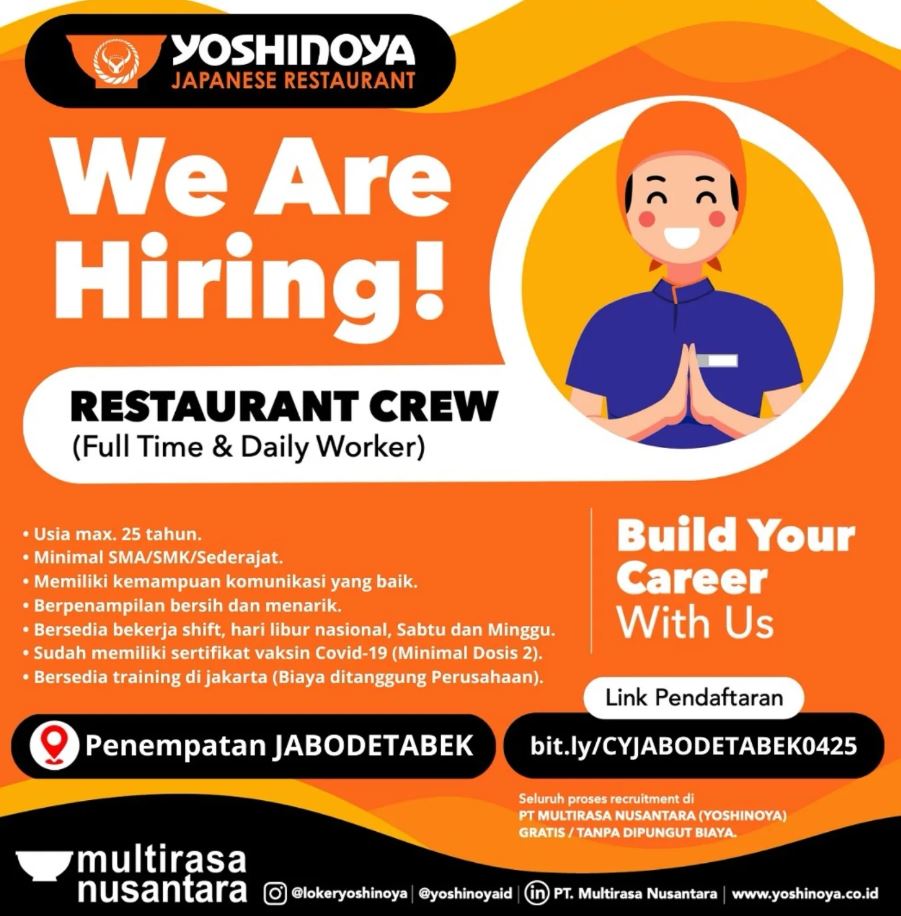 YOSHINOYA
JAPANESE RESTAURANT
We Are
Hiring!
RESTAURANT CREW
(Full Time & Daily Worker)
• Usia max. 25 tahun.
• Minimal SMA/SMK/Sederajat.
• Memiliki kemampuan komunikasi yang baik.
• Berpenampilan bersih dan menarik.
• Bersedia bekerja shift, hari libur nasional, Sabtu dan Minggu.
• Sudah memiliki sertifikat vaksin Covid-19 (Minimal Dosis 2).
• Bersedia training di jakarta (Biaya ditanggung Perusahaan).
Build Your
Career
With Us
Link Pendaftaran
Penempatan JABODETABEK
bit.ly/CYJABODETABEK0425
Seluruh proses recruitment di
PT MULTIRASA NUSANTARA (YOSHINOYA)
GRATIS / TANPA DIPUNGUT BIAYA.
multirasa
nusantara
@lokeryoshinoya | @yoshinoyaid | in PT. Multirasa Nusantara | www.yoshinoya.co.id